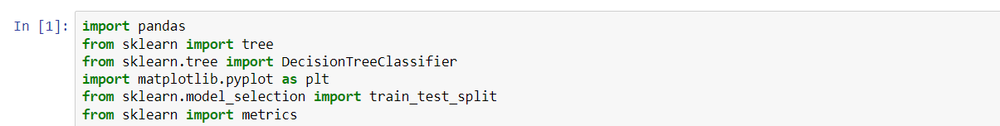 In [1]: import pandas
from sklearn import tree
from sklearn.tree import DecisionTreeClassifier
import matplotlib.pyplot as plt
from sklearn.model_selection import train_test_split
from sklearn import metrics